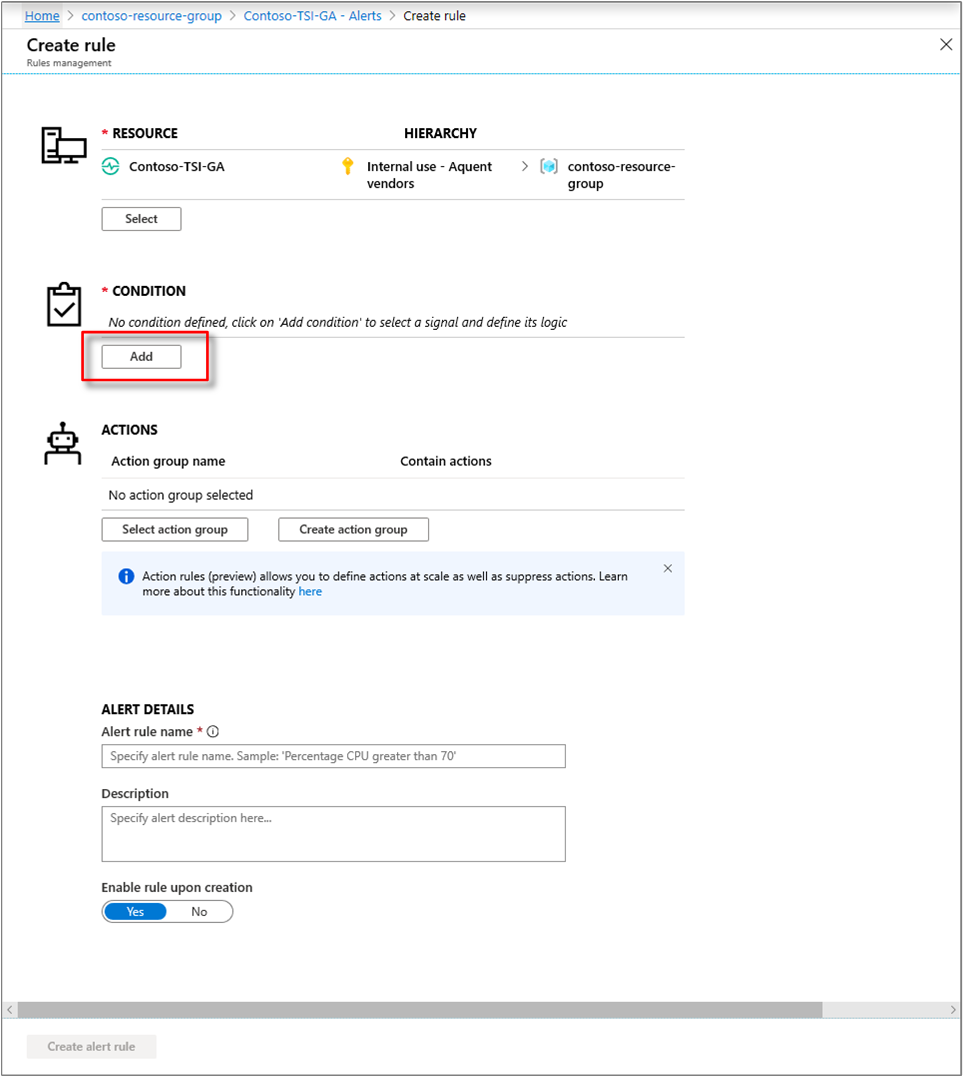 Home > contoso-resource-group > Contoso-TSI-GA - Alerts > Create rule
Create rule
Rules management
* RESOURCE HIERARCHY
Contoso-TSI-GA Internal use - Aquent vendors > contoso-resource-group
Select
* CONDITION
No condition defined, click on 'Add condition' to select a signal and define its logic
Add
ACTIONS
Action group name Contain actions
No action group selected
Select action group Create action group
Action rules (preview) allows you to define actions at scale as well as suppress actions. Learn
more about this functionality here
ALERT DETAILS
Alert rule name *
Specify alert rule name. Sample: 'Percentage CPU greater than 70'
Description
Specify alert description here...
Enable rule upon creation
Yes No
Create alert rule